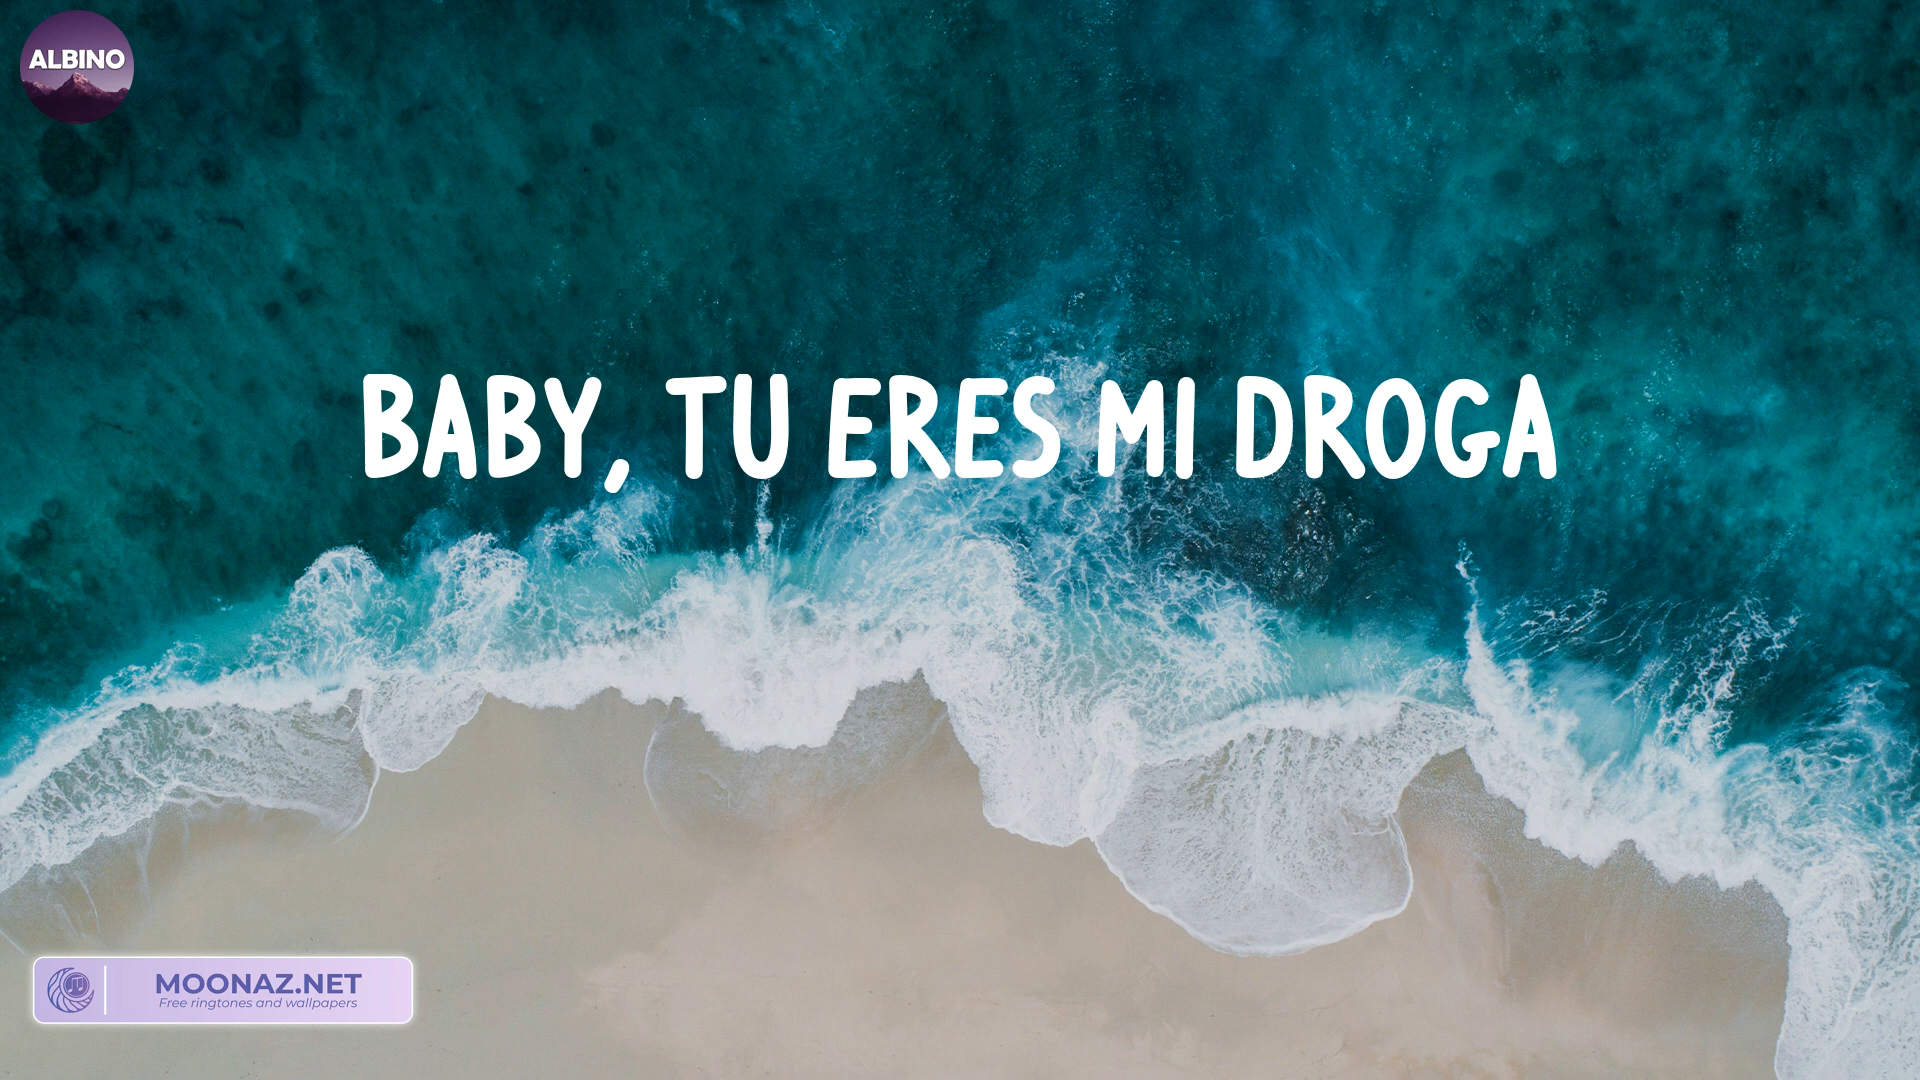 ALBINO
BABY, TU ERES MI DROGA
MOONAZ.NET
Free ringtones and wallpapers